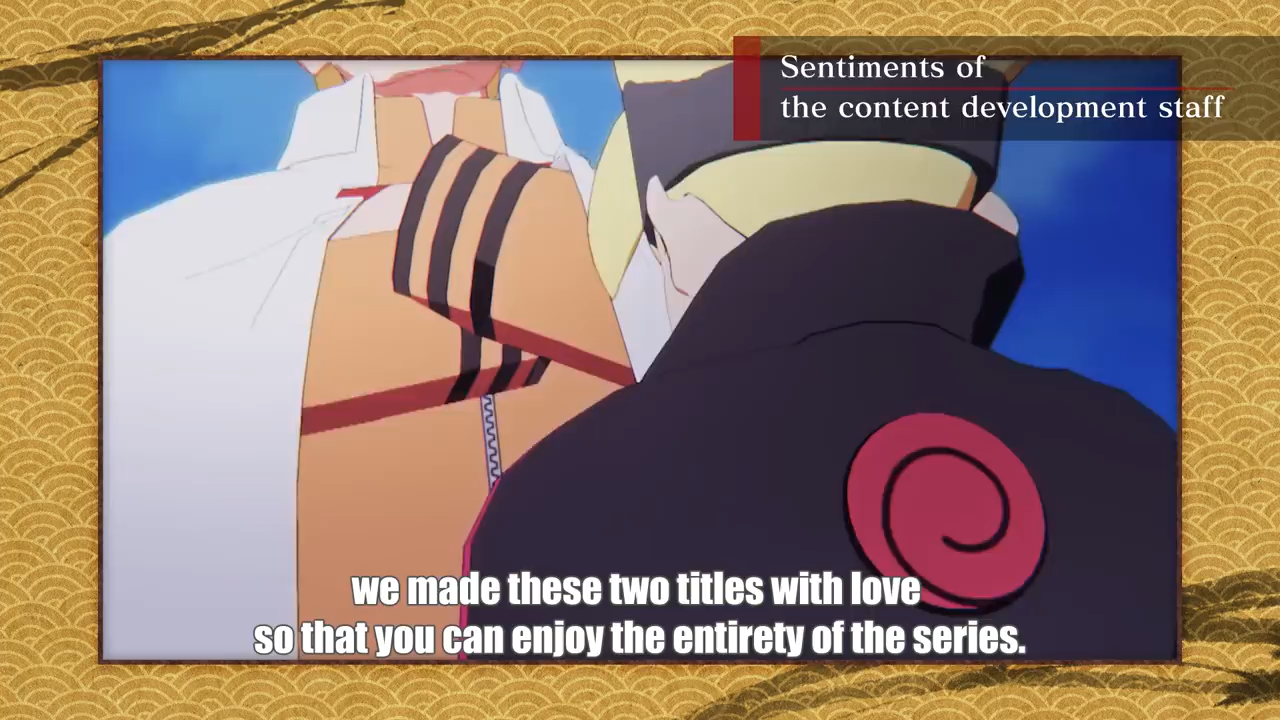 Sentiments of
the content development staff
we made these two titles with love
so that you can enjoy the entirety of the series.